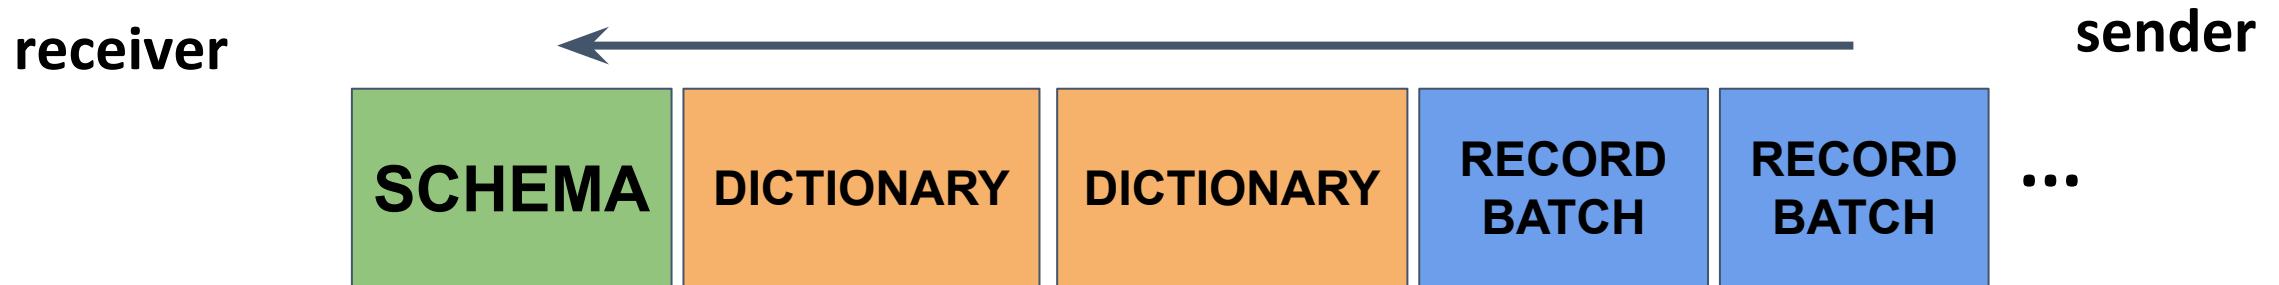 receiver
sender
SCHEMA
DICTIONARY
DICTIONARY
RECORD
BATCH
RECORD
BATCH
...